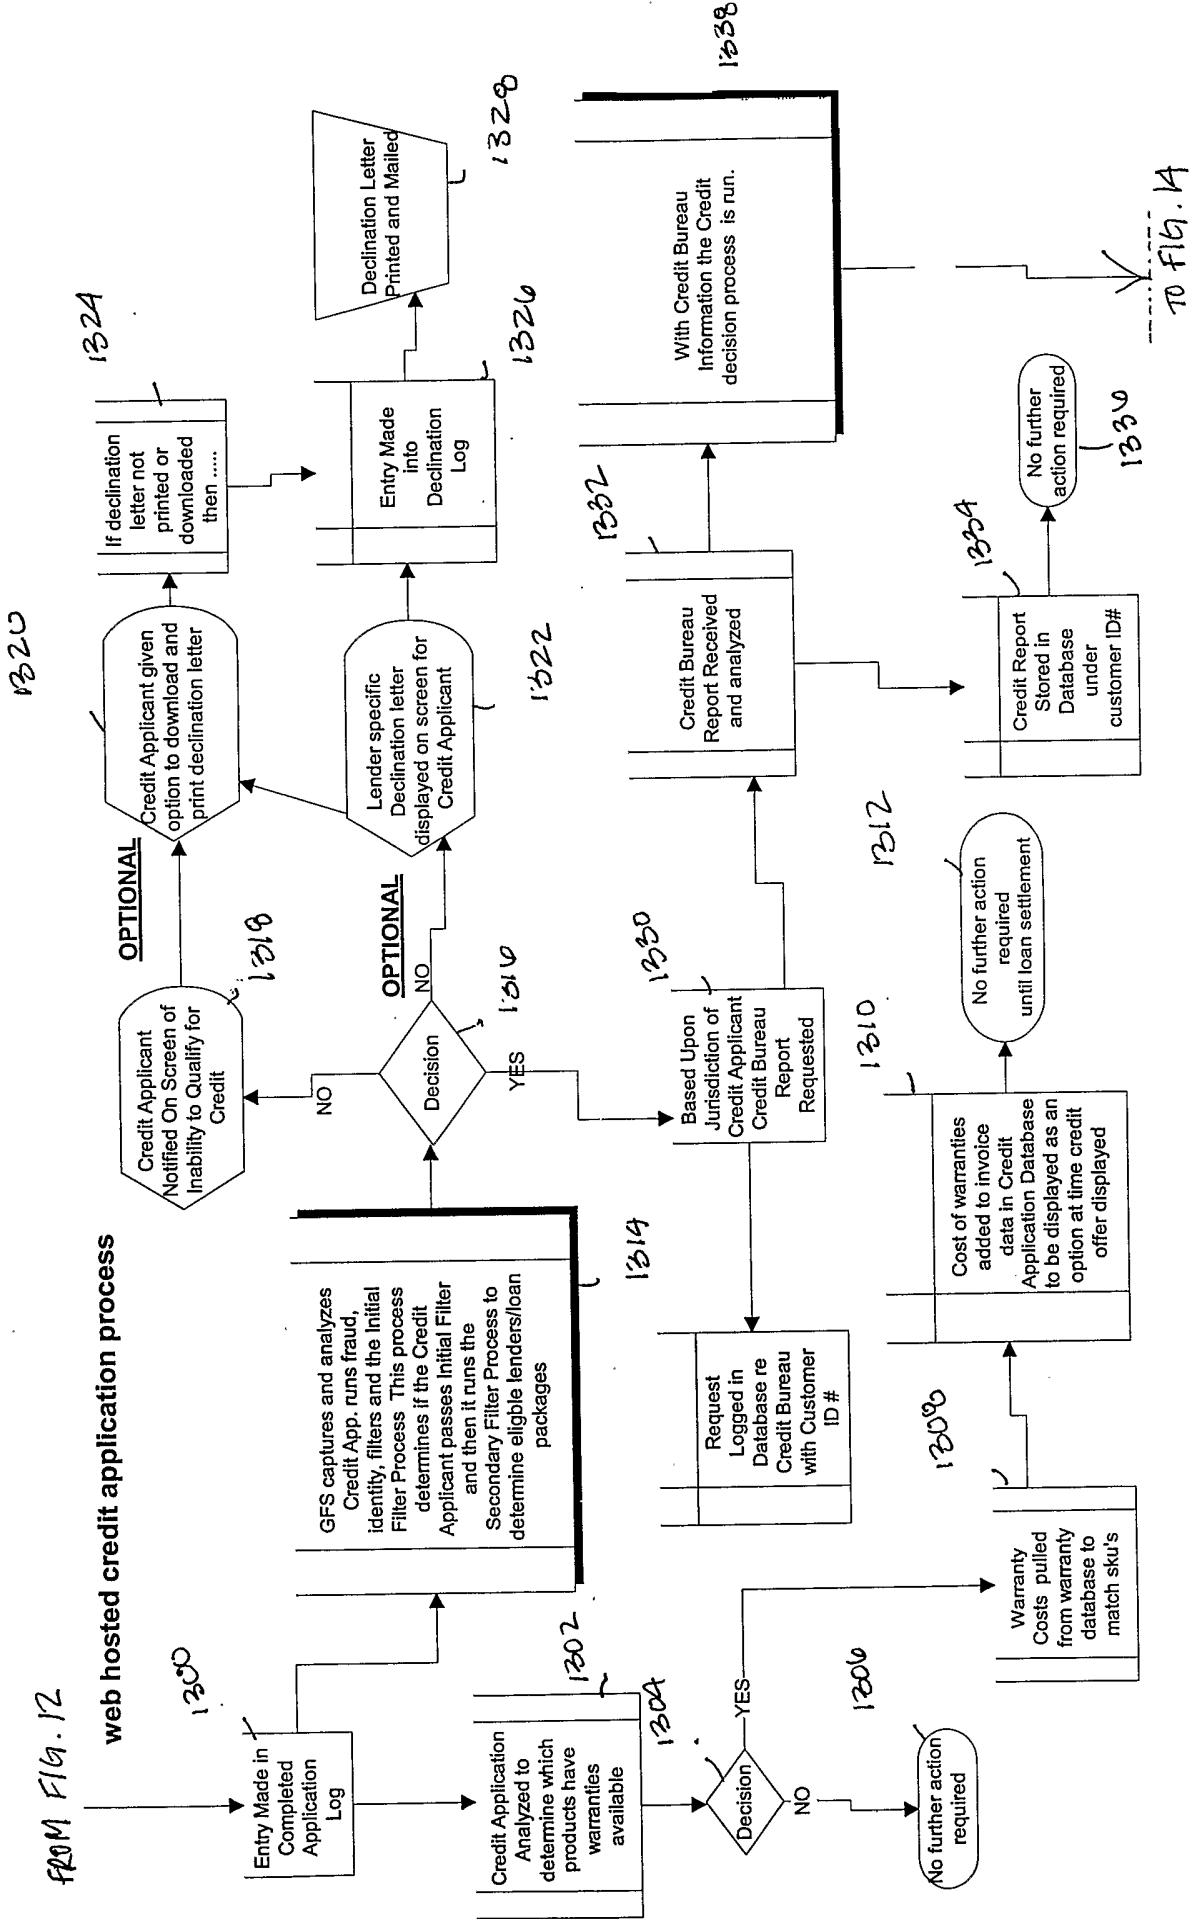 FROM FIG. 12
web hosted credit application process
1300
Entry Made in
Completed
Application
Log
1302
Credit Application
Analyzed to
determine which
products have
warranties
available
1304
Decision
YES
NO
1306
No further action
required
1308
Warranty
Costs pulled
from warranty
database to
match sku's
1310
Cost of warranties
added to invoice
data in Credit
Application Database
to be displayed as an
option at time credit
offer displayed
1312
No further action
required
until loan settlement
1314
GFS captures and analyzes
Credit App. runs fraud,
identity, filters and the Initial
Filter Process This process
determines if the Credit
Applicant passes Initial Filter
and then it runs the
Secondary Filter Process to
determine eligble lenders/loan
packages
1316
Decision
NO
NO
YES
OPTIONAL
OPTIONAL
1318
Credit Applicant
Notified On Screen of
Inability to Qualify for
Credit
1320
Credit Applicant given
option to download and
print declination letter
1322
Lender specific
Declination letter
displayed on screen for
Credit Applicant
1324
If declination
letter not
printed or
downloaded
then .....
1326
Entry Made
into
Declination
Log
1328
Declination Letter
Printed and Mailed
1330
Based Upon
Jurisdiction of
Credit Applicant
Credit Bureau
Report
Requested
Request
Logged in
Database re
Credit Bureau
with Customer
ID #
1332
Credit Bureau
Report Received
and analyzed
1334
Credit Report
Stored in
Database
under
customer ID#
1336
No further
action required
1338
With Credit Bureau
Information the Credit
decision process is run.
TO FIG. 14